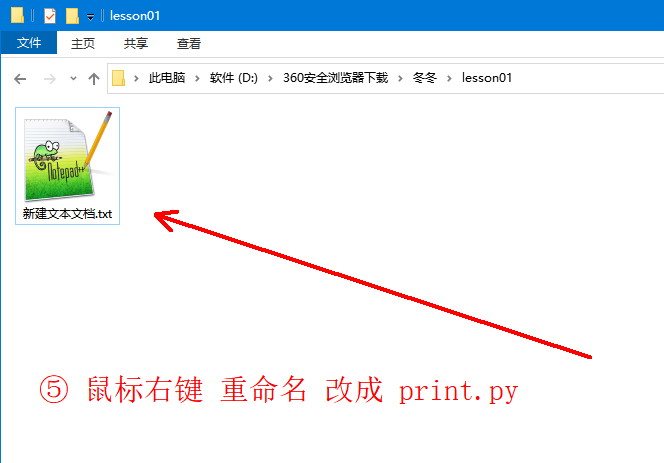 lesson01
文件 主页 共享 查看
此电脑 软件 (D:) 360安全浏览器下载 冬冬 lesson01
Notepad++
新建文本文档.txt
⑤ 鼠标右键 重命名 改成 print.py